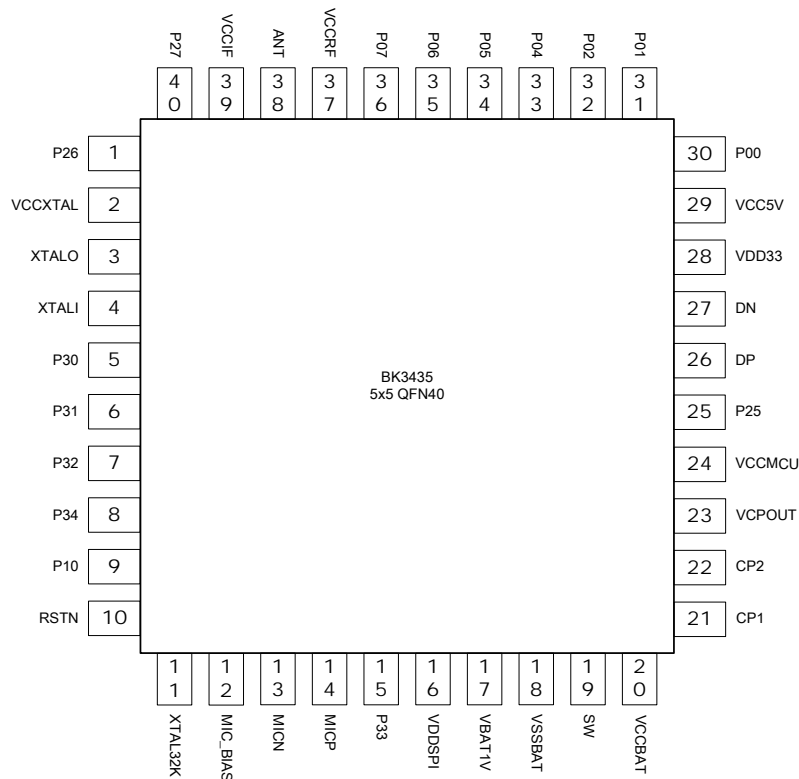 P27 VCCIF ANT VCCRF P07 P06 P05 P04 P02 P01
40 39 38 37 36 35 34 33 32 31
P26 1
VCCXTAL 2
XTALO 3
XTALI 4
P30 5
P31 6
P32 7
P34 8
P10 9
RSTN 10
BK3435
5x5 QFN40
30 P00
29 VCC5V
28 VDD33
27 DN
26 DP
25 P25
24 VCCMCU
23 VCPOUT
22 CP2
21 CP1
11 12 13 14 15 16 17 18 19 20
XTAL32K MIC_BIAS MICN MICP P33 VDDSPI VBAT1V VSSBAT SW VCCBAT